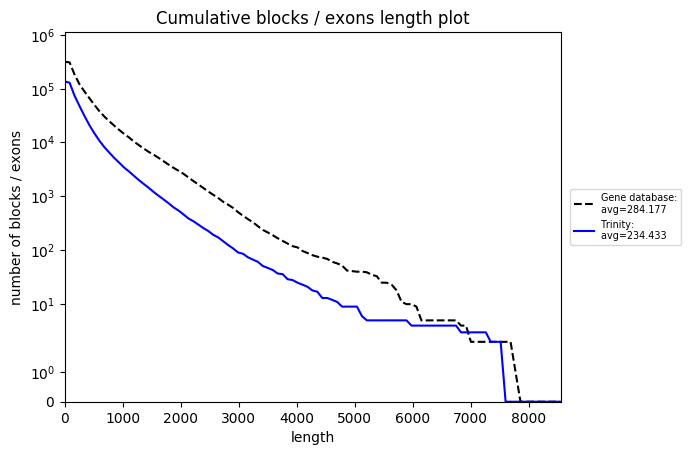 Cumulative blocks / exons length plot
number of blocks / exons
10^6
10^5
10^4
10^3
10^2
10^1
10^0
0
0 1000 2000 3000 4000 5000 6000 7000 8000
length
Gene database:
avg=284.177
Trinity:
avg=234.433